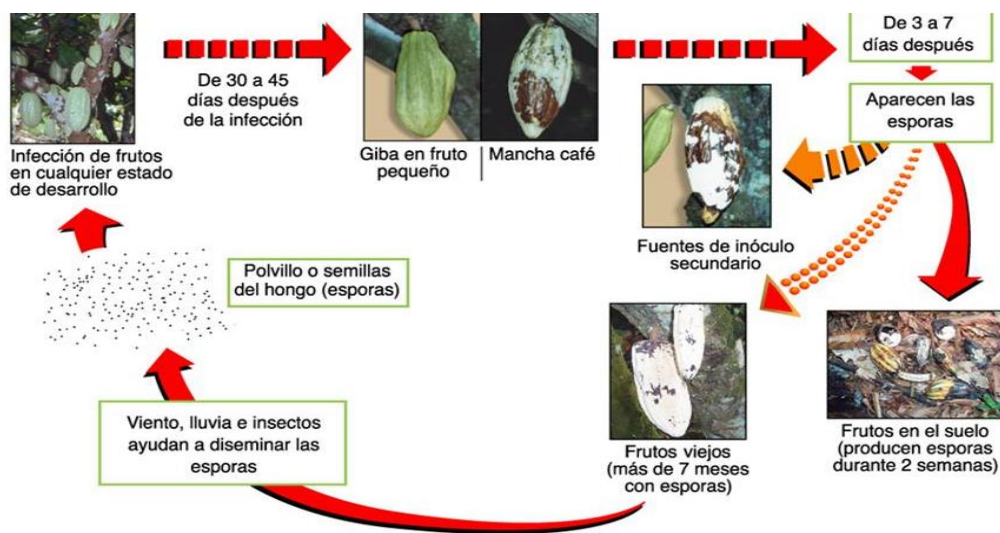 Infección de frutos
en cualquier estado
de desarrollo
De 30 a 45
días después
de la infección
Giba en fruto
pequeño
Mancha café
De 3 a 7
días después
Aparecen las
esporas
Fuentes de inóculo
secundario
Polvillo o semillas
del hongo (esporas)
Viento, lluvia e insectos
ayudan a diseminar las
esporas
Frutos viejos
(más de 7 meses
con esporas)
Frutos en el suelo
(producen esporas
durante 2 semanas)